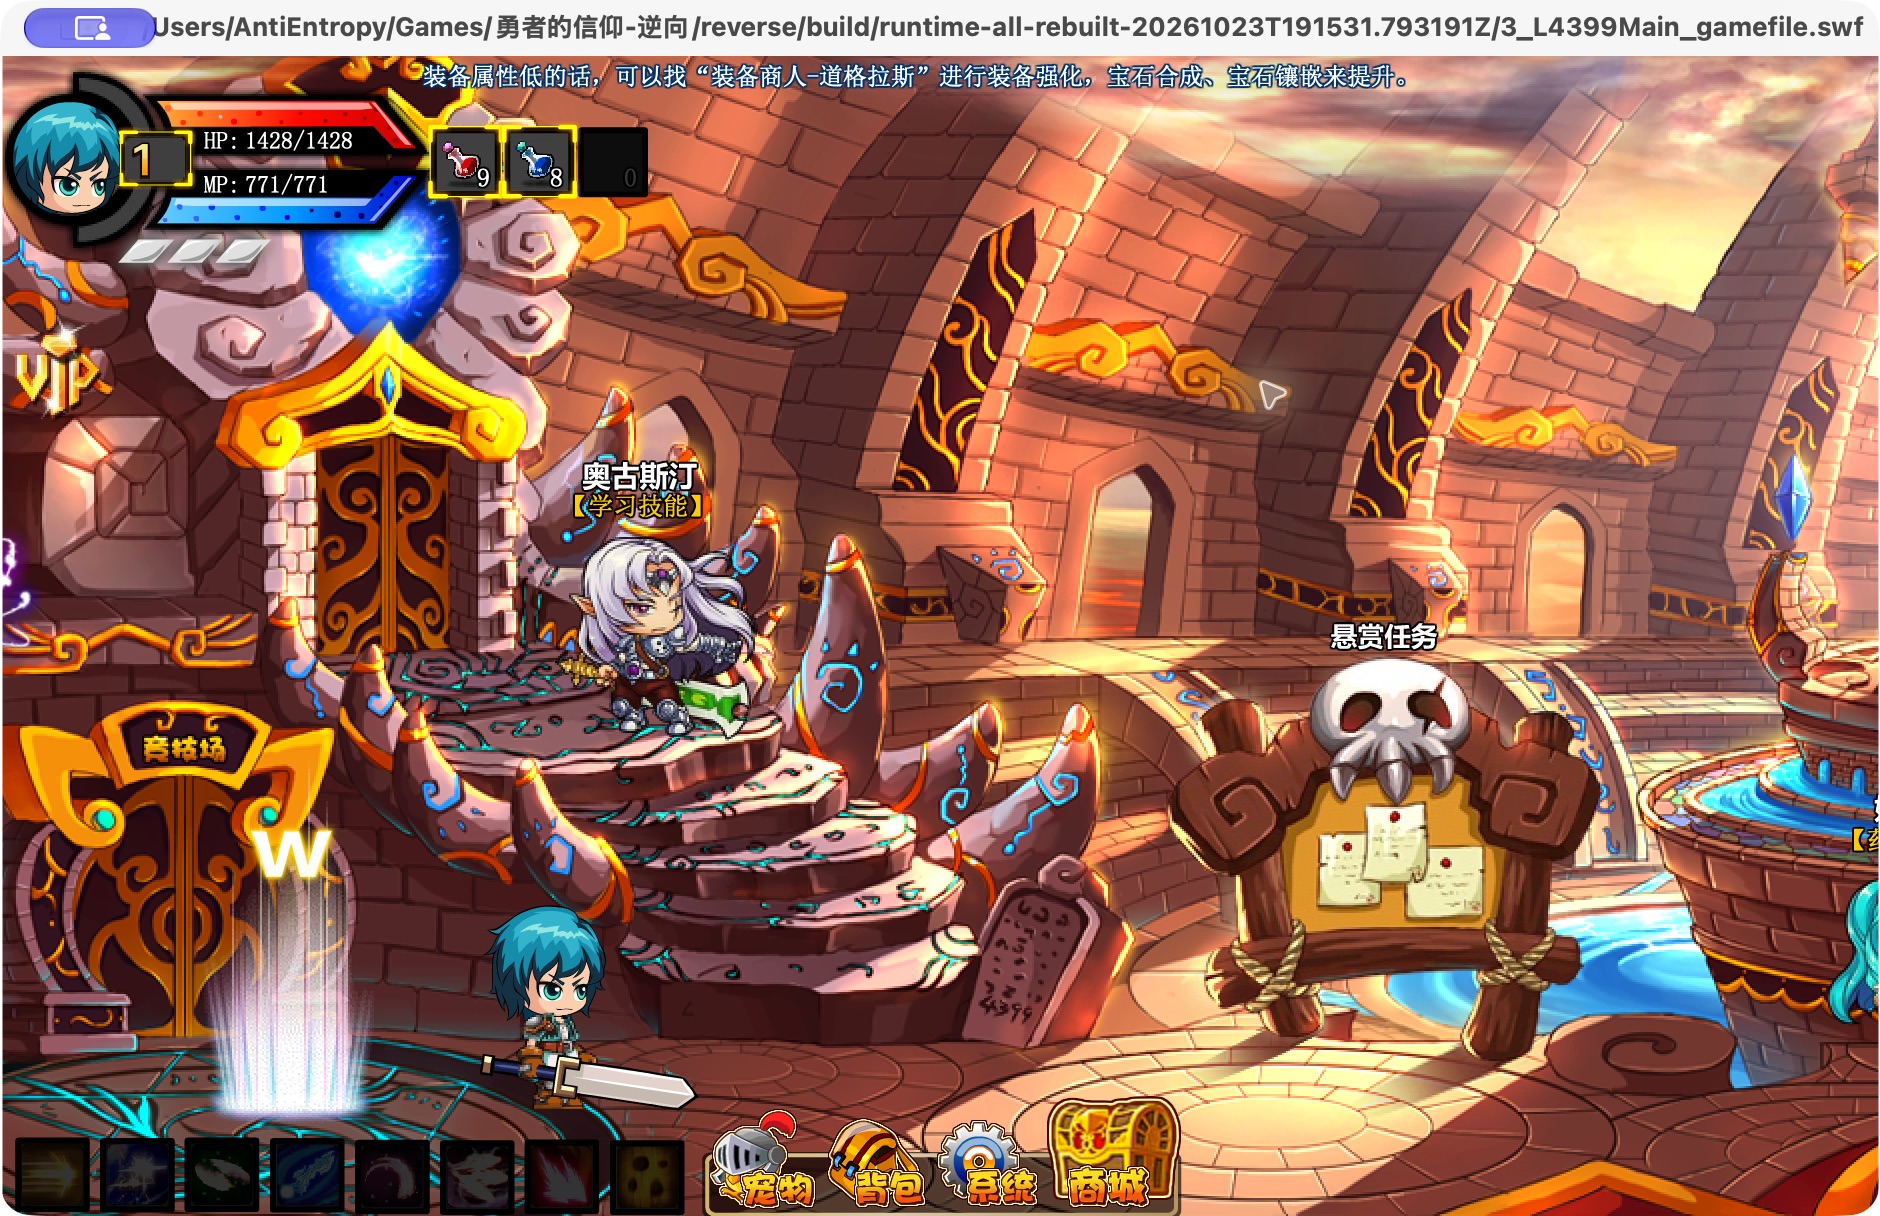 /Users/AntiEntropy/Games/勇者的信仰-逆向/reverse/build/runtime-all-rebuilt-20261023T191531.793191Z/3_L4399Main_gamefile.swf
装备属性低的话，可以找“装备商人-道格拉斯”进行装备强化，宝石合成、宝石镶嵌来提升。
1
HP: 1428/1428
MP: 771/771
9
8
0
VIP
奥古斯汀
【学习技能】
悬赏任务
竞技场
W
4399
宠物
背包
系统
商城